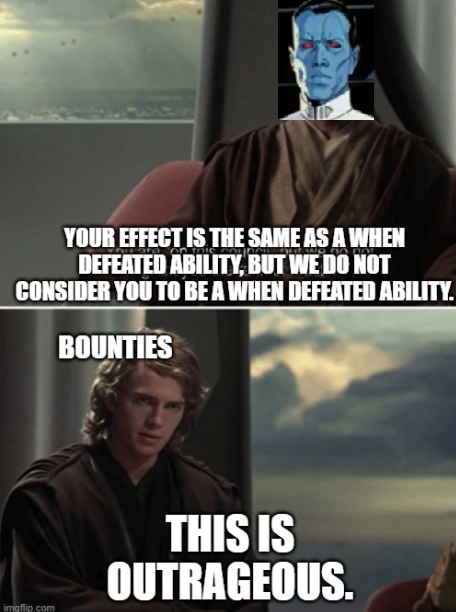 YOUR EFFECT IS THE SAME AS A WHEN
DEFEATED ABILITY, BUT WE DO NOT
CONSIDER YOU TO BE A WHEN DEFEATED ABILITY.
BOUNTIES
THIS IS
OUTRAGEOUS.
imgflip.com